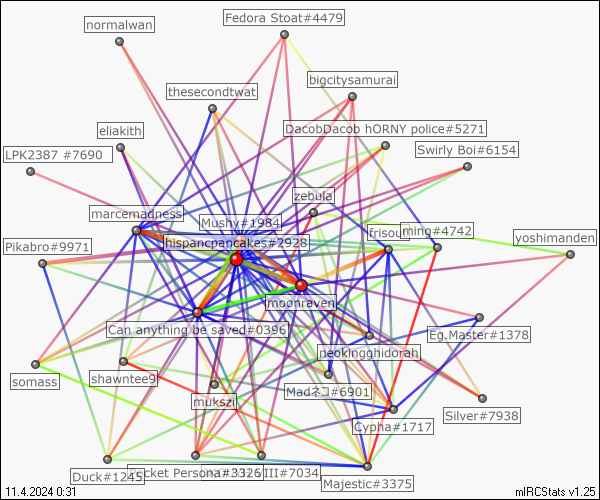 Fedora Stoat#4479
normalwan
bigcitysamurai
thesecondtwat
DacobDacob hORNY police#5271
eliakith
Swirly Boi#6154
LPK2387 #7690
zebula
marcemadness
Mushy#1984
frisout
ming#4742
hispancpancakes#2928
Pikabro#9971
yoshimanden
moonraven
Can anything be saved#0396
Eg.Master#1378
neokingghidorah
somass
shawntee9
Madネコ#6901
mukszi
Silver#7938
Cypha#1717
Duck#1245
cket Persona#3326
III#7034
Majestic#3375
11.4.2024 0:31
mIRCStats v1.25